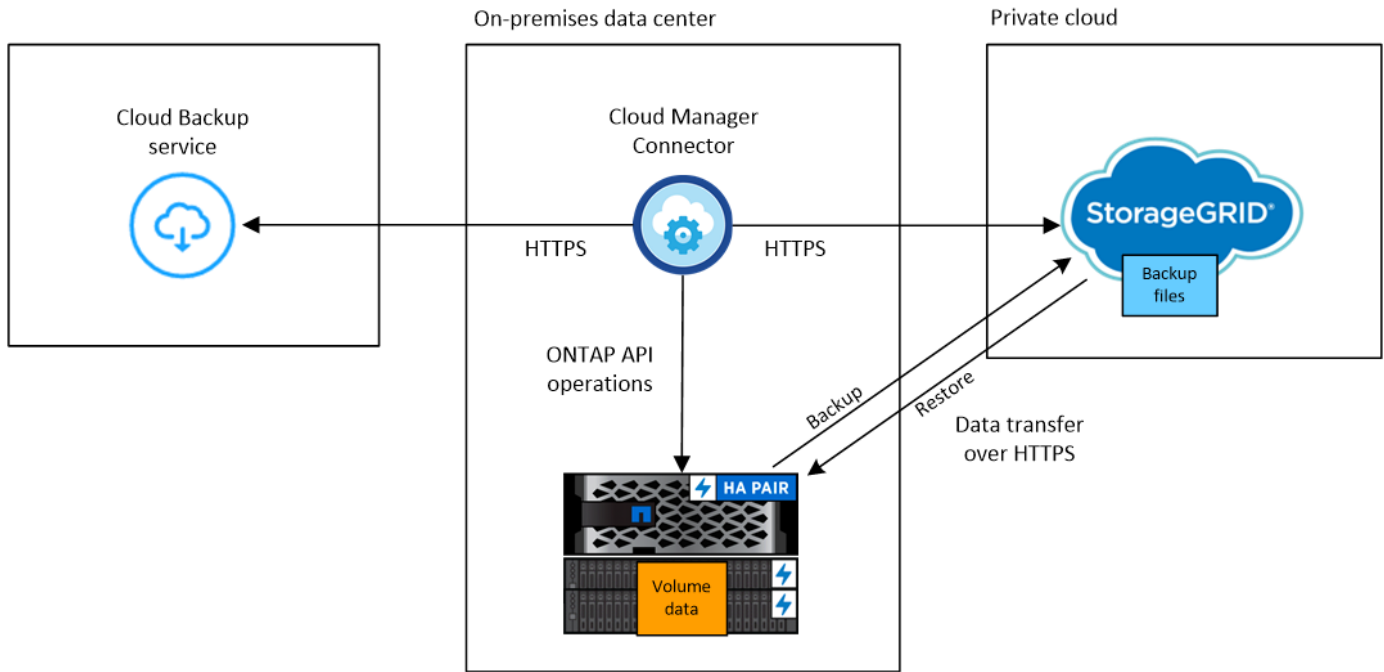 On-premises data center
Private cloud
Cloud Backup
service
Cloud Manager
Connector
HTTPS
HTTPS
StorageGRID®
Backup
files
ONTAP API
operations
Backup
Restore
Data transfer
over HTTPS
HA PAIR
Volume
data